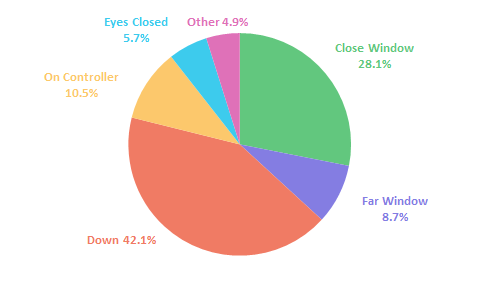 Eyes Closed
5.7%
Other 4.9%
Close Window
28.1%
On Controller
10.5%
Far Window
8.7%
Down 42.1%